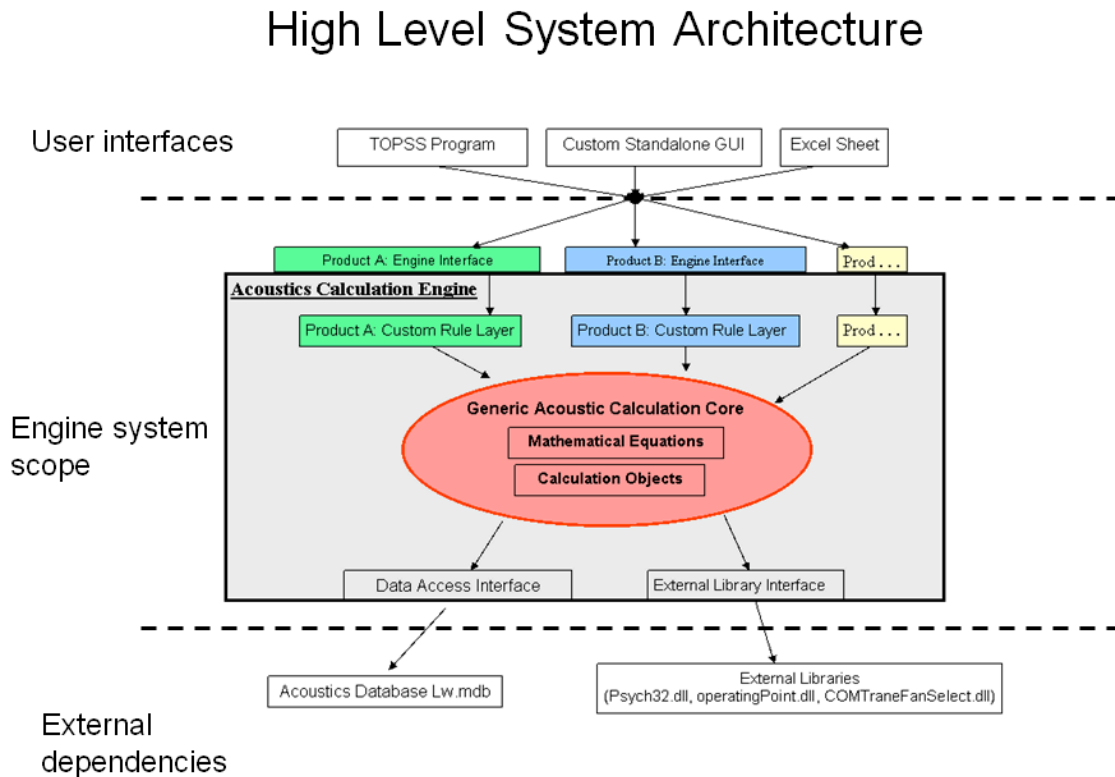 High Level System Architecture
User interfaces
TOPSS Program
Custom Standalone GUI
Excel Sheet
Product A: Engine Interface
Product B: Engine Interface
Prod...
Acoustics Calculation Engine
Product A: Custom Rule Layer
Product B: Custom Rule Layer
Prod...
Engine system
scope
Generic Acoustic Calculation Core
Mathematical Equations
Calculation Objects
Data Access Interface
External Library Interface
Acoustics Database Lw.mdb
External Libraries
(Psych32.dll, operatingPoint.dll, COMTraneFanSelect.dll)
External
dependencies